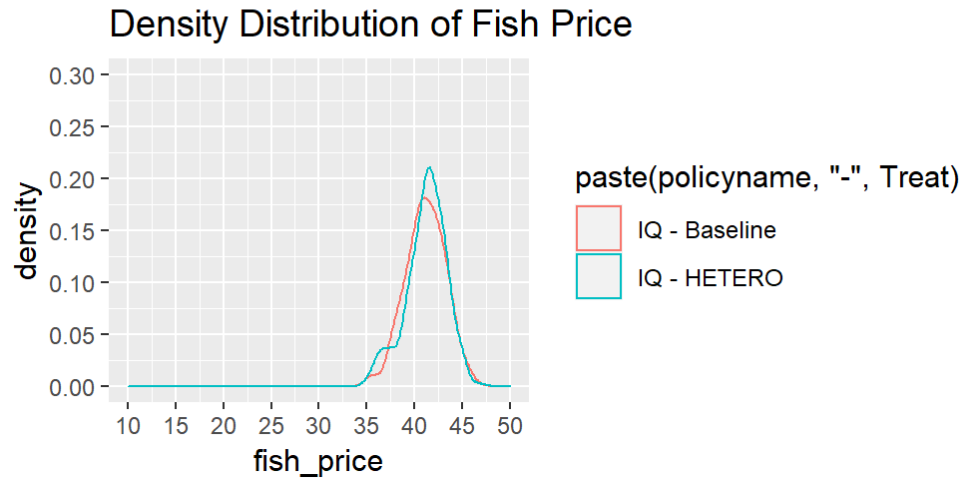 Density Distribution of Fish Price
0.30
0.25
0.20
0.15
0.10
0.05
0.00
density
10 15 20 25 30 35 40 45 50
fish_price
paste(policyname, "-", Treat)
IQ - Baseline
IQ - HETERO